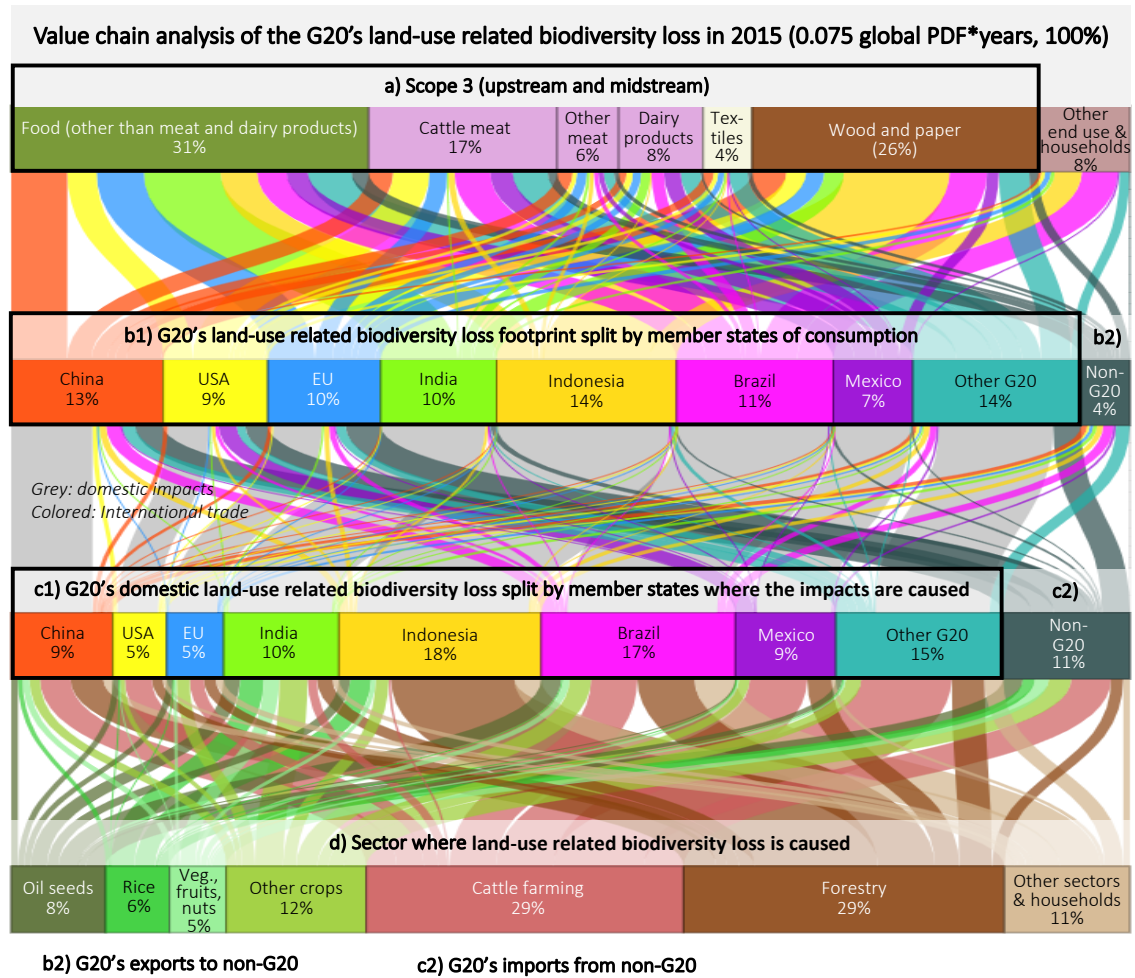 Value chain analysis of the G20's land-use related biodiversity loss in 2015 (0.075 global PDF*years, 100%)
a) Scope 3 (upstream and midstream)
Food (other than meat and dairy products)
31%
Cattle meat
17%
Other
meat
6%
Dairy
products
8%
Tex-
tiles
4%
Wood and paper
(26%)
Other
end use &
households
8%
b1) G20's land-use related biodiversity loss footprint split by member states of consumption
b2)
China
13%
USA
9%
EU
10%
India
10%
Indonesia
14%
Brazil
11%
Mexico
7%
Other G20
14%
Non-
G20
4%
Grey: domestic impacts
Colored: International trade
c1) G20's domestic land-use related biodiversity loss split by member states where the impacts are caused
c2)
China
9%
USA
5%
EU
5%
India
10%
Indonesia
18%
Brazil
17%
Mexico
9%
Other G20
15%
Non-
G20
11%
d) Sector where land-use related biodiversity loss is caused
Oil seeds
8%
Rice
6%
Veg.,
fruits,
nuts
5%
Other crops
12%
Cattle farming
29%
Forestry
29%
Other sectors
& households
11%
b2) G20's exports to non-G20
c2) G20's imports from non-G20